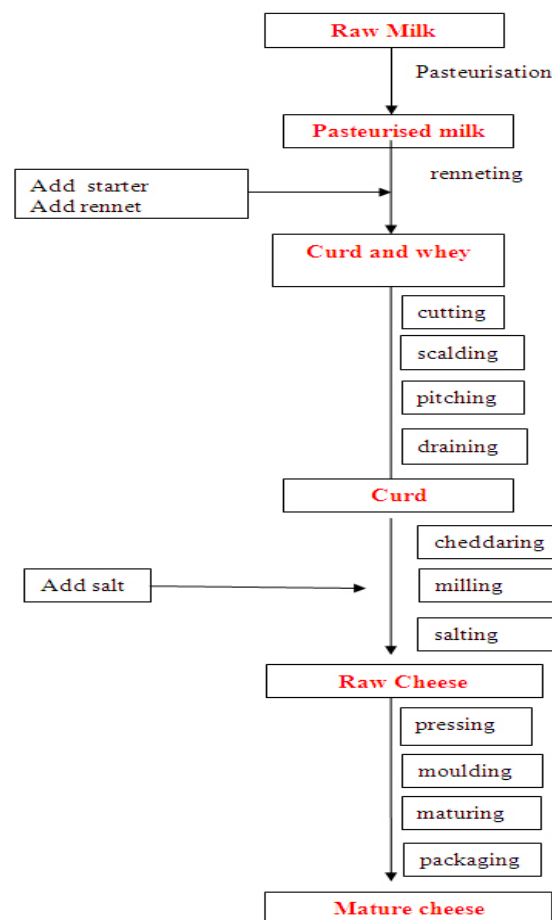 Raw Milk
Pasteurisation
Pasteurised milk
renneting
Add starter
Add rennet
Curd and whey
cutting
scalding
pitching
draining
Curd
cheddaring
Add salt
milling
salting
Raw Cheese
pressing
moulding
maturing
packaging
Mature cheese